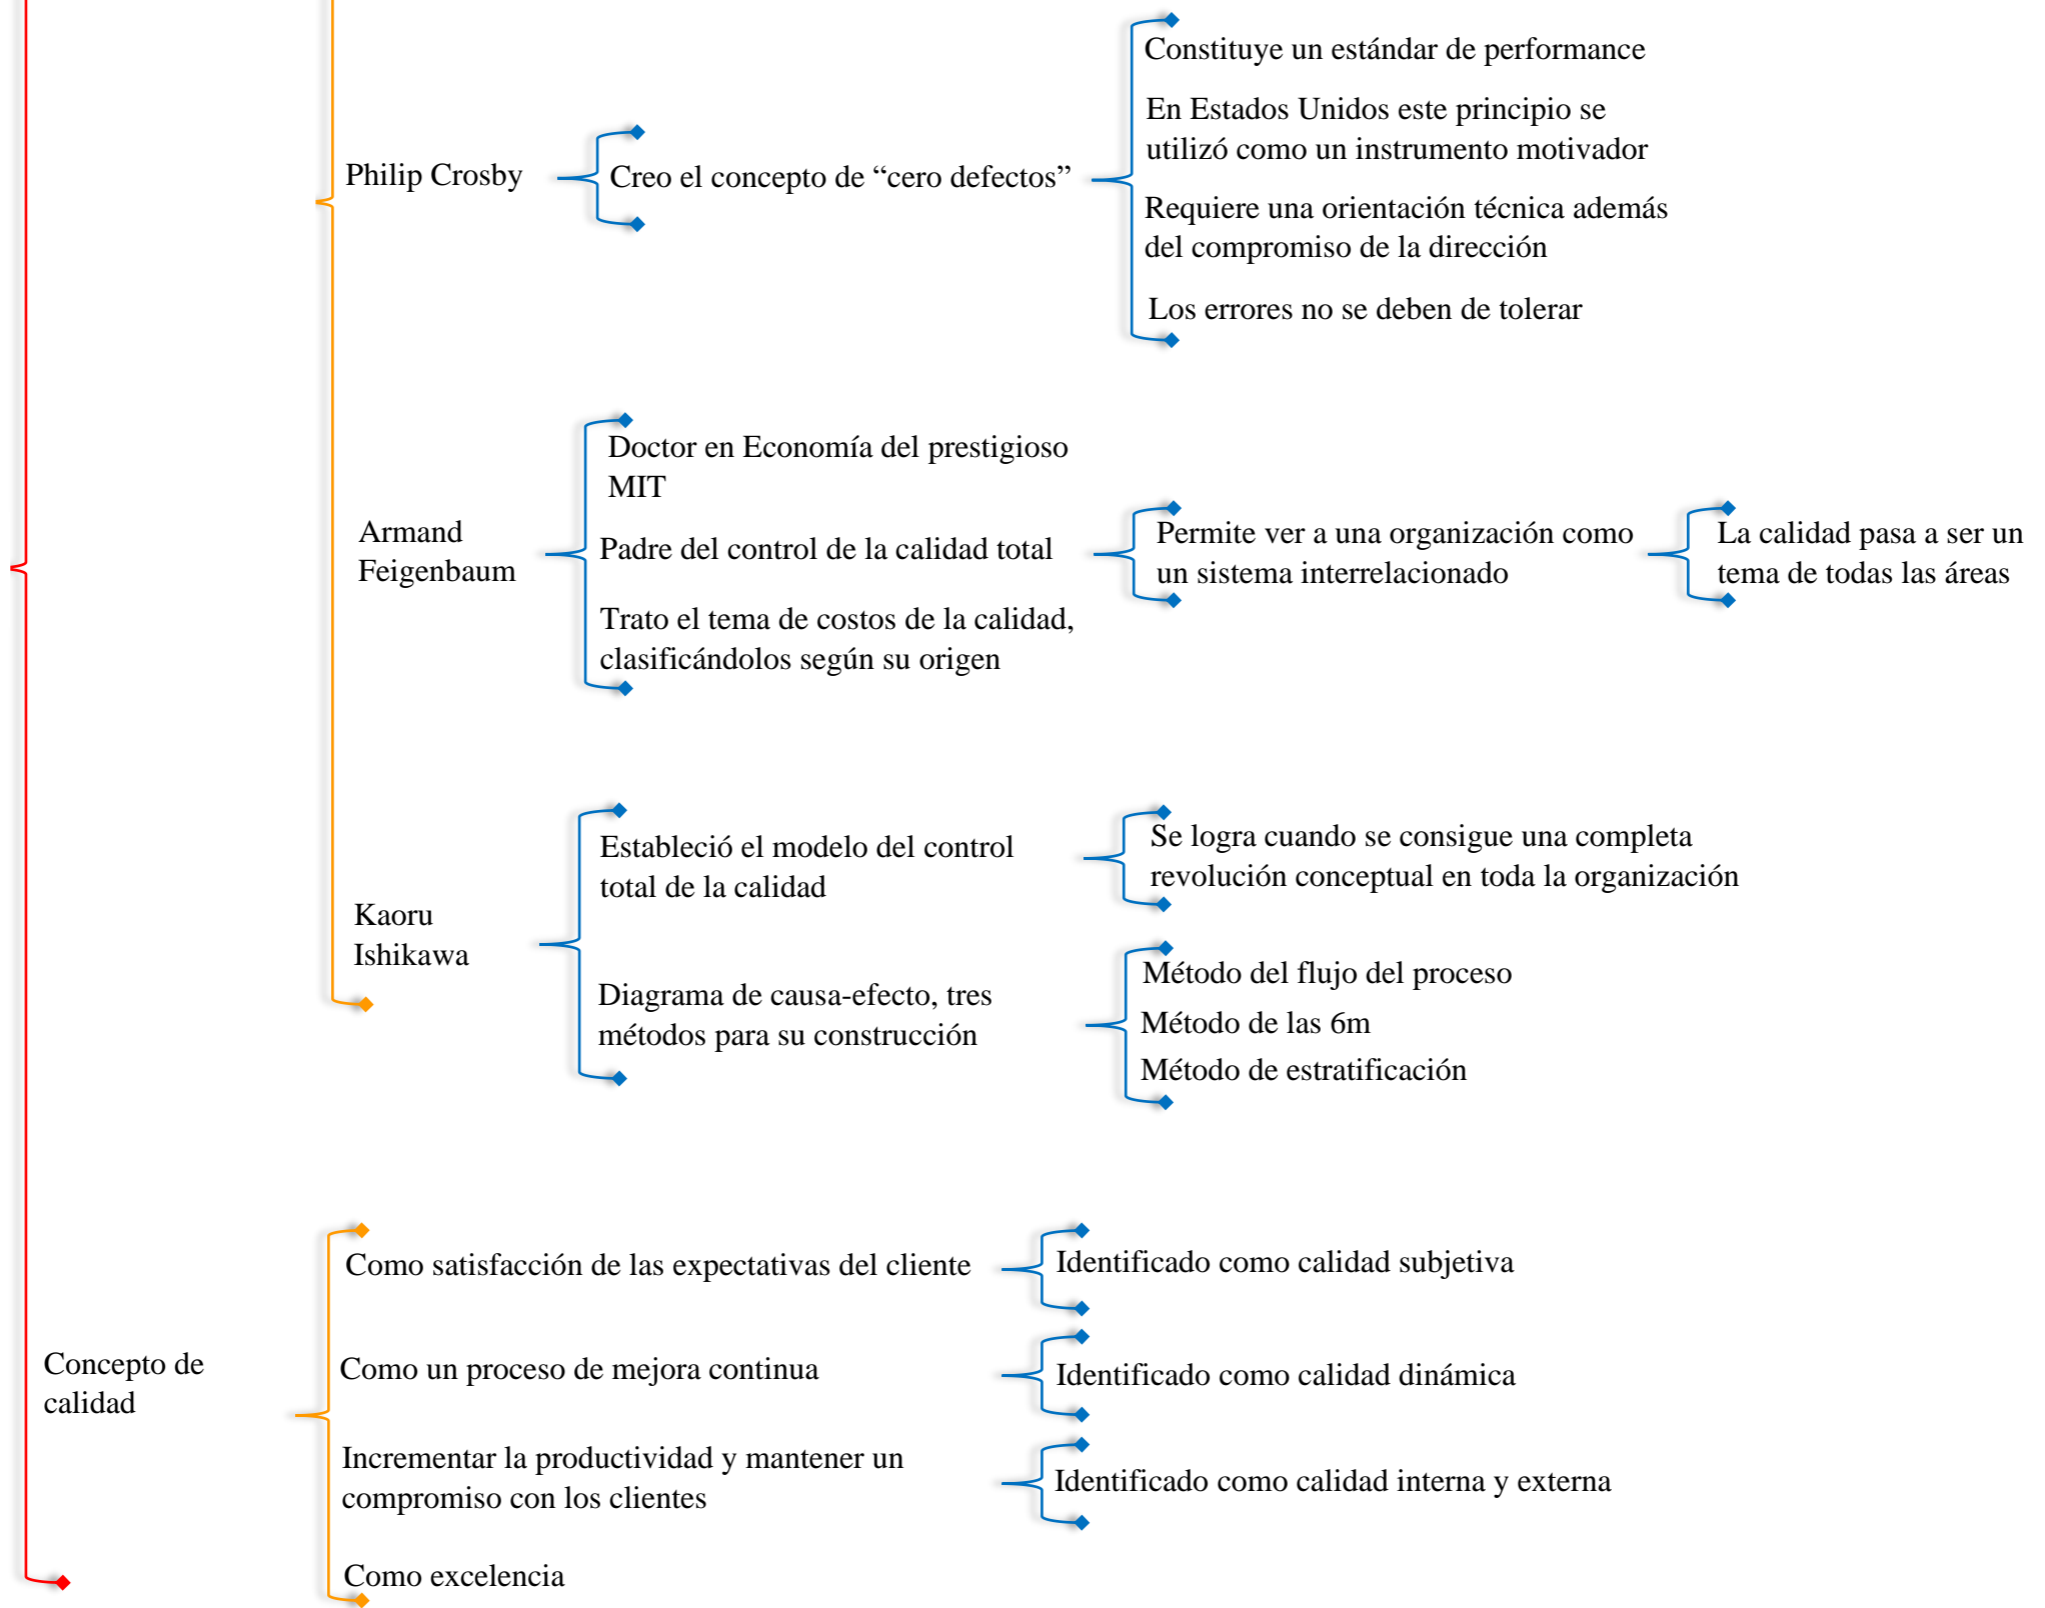 Philip Crosby
Creo el concepto de “cero defectos”
Constituye un estándar de performance
En Estados Unidos este principio se
utilizó como un instrumento motivador
Requiere una orientación técnica además
del compromiso de la dirección
Los errores no se deben de tolerar
Armand
Feigenbaum
Doctor en Economía del prestigioso
MIT
Padre del control de la calidad total
Permite ver a una organización como
un sistema interrelacionado
La calidad pasa a ser un
tema de todas las áreas
Trato el tema de costos de la calidad,
clasificándolos según su origen
Kaoru
Ishikawa
Estableció el modelo del control
total de la calidad
Se logra cuando se consigue una completa
revolución conceptual en toda la organización
Diagrama de causa-efecto, tres
métodos para su construcción
Método del flujo del proceso
Método de las 6m
Método de estratificación
Concepto de
calidad
Como satisfacción de las expectativas del cliente
Identificado como calidad subjetiva
Como un proceso de mejora continua
Identificado como calidad dinámica
Incrementar la productividad y mantener un
compromiso con los clientes
Identificado como calidad interna y externa
Como excelencia